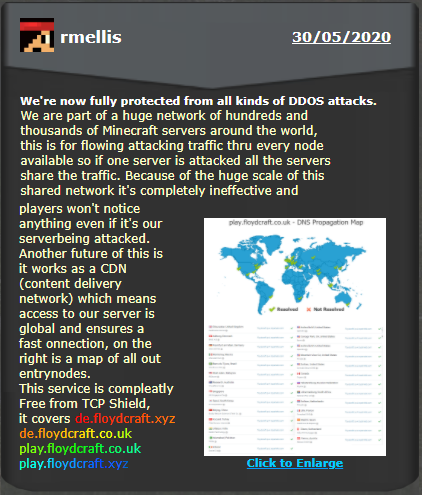 rmellis
30/05/2020
We're now fully protected from all kinds of DDOS attacks.
We are part of a huge network of hundreds and
thousands of Minecraft servers around the world,
this is for flowing attacking traffic thru every node
available so if one server is attacked all the servers
share the traffic. Because of the huge scale of this
shared network it's completely ineffective and
players won't notice
anything even if it's our
serverbeing attacked.
Another future of this is
it works as a CDN
(content delivery
network) which means
access to our server is
global and ensures a
fast onnection, on the
right is a map of all out
entrynodes.
This service is compleatly
Free from TCP Shield,
it covers de.floydcraft.xyz
de.floydcraft.co.uk
play.floydcraft.co.uk
play.floydcraft.xyz
play.floydcraft.co.uk - DNS Propagation Map
Resolved
Not Resolved
Click to Enlarge